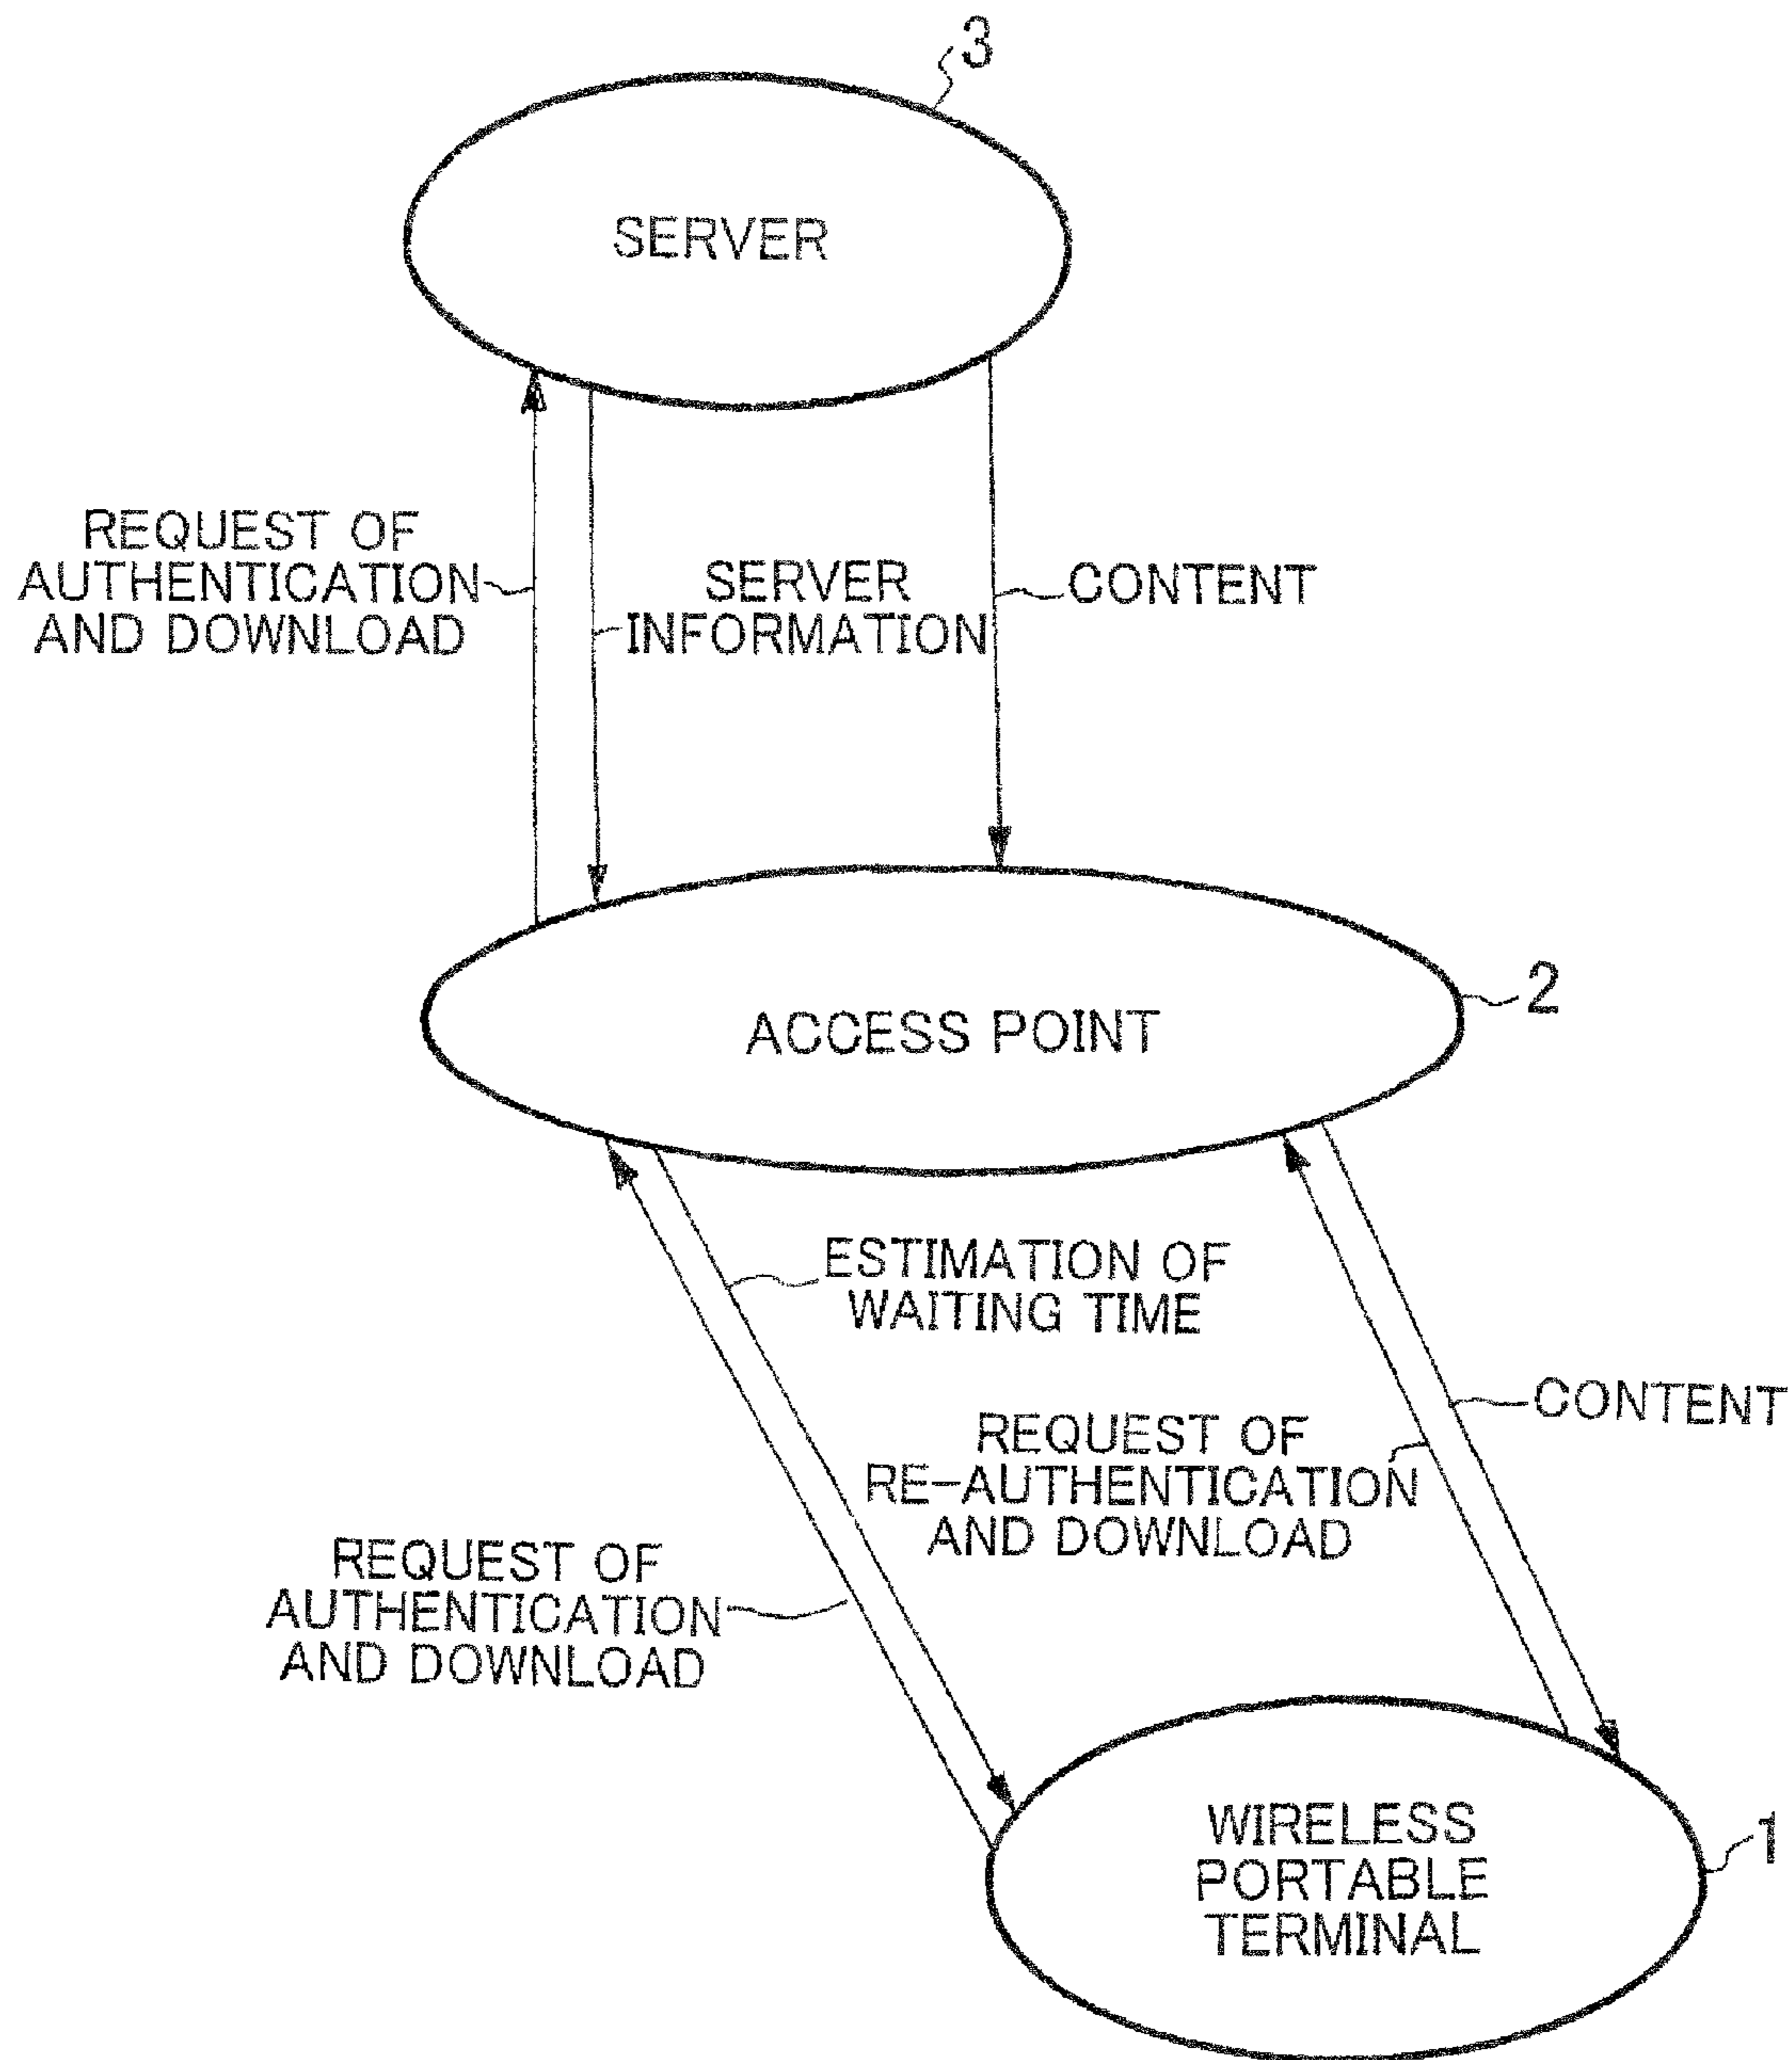 3
SERVER
REQUEST OF
AUTHENTICATION
AND DOWNLOAD
SERVER
INFORMATION
CONTENT
2
ACCESS POINT
ESTIMATION OF
WAITING TIME
CONTENT
REQUEST OF
RE-AUTHENTICATION
AND DOWNLOAD
REQUEST OF
AUTHENTICATION
AND DOWNLOAD
WIRELESS
PORTABLE
TERMINAL
1